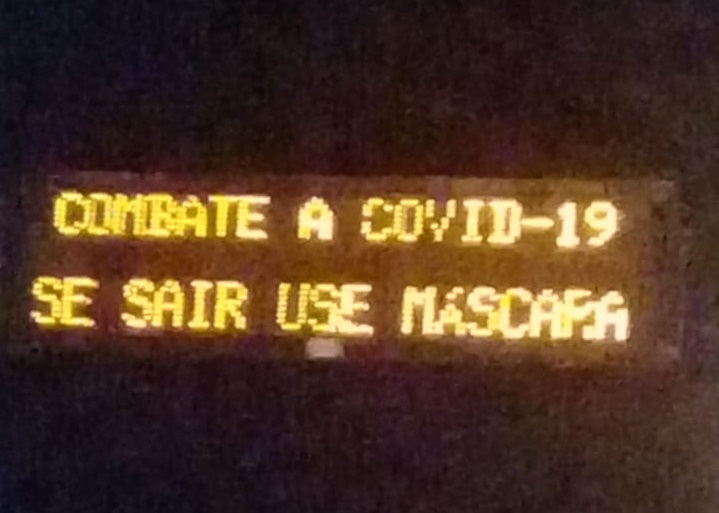 COMBATE A COVID-19
SE SAIR USE MASCARA